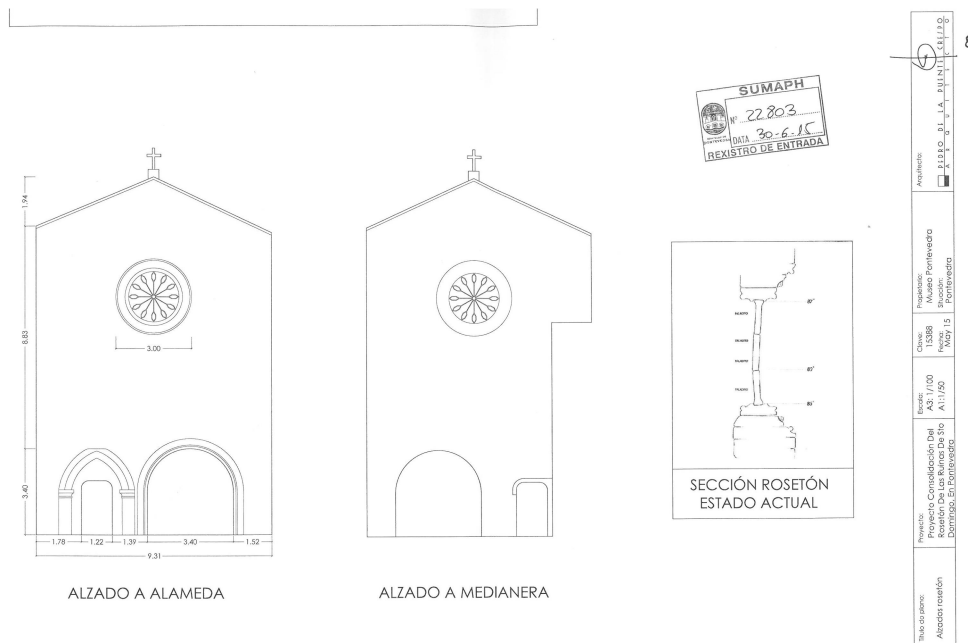 SUMAPH
Nº 22803
DATA 30-6-15
REXISTRO DE ENTRADA
1.94
8.83
3.40
3.00
1.78
1.22
1.39
3.40
1.52
9.31
ALZADO A ALAMEDA
ALZADO A MEDIANERA
SECCIÓN ROSETÓN
ESTADO ACTUAL
Arquitecto:
PEDRO DE LA PUENTE CRESPO
ARQUITECTO
Propietario:
Museo Pontevedra
Situación:
Pontevedra
Clave:
15388
Fecha:
May 15
Escala:
A3: 1/100
A1:1/50
Proyecto:
Proyecto Consolidación Del
Rosetón De Las Ruinas De Sto
Domingo, En Pontevedra
Título do plano:
Alzados rosetón